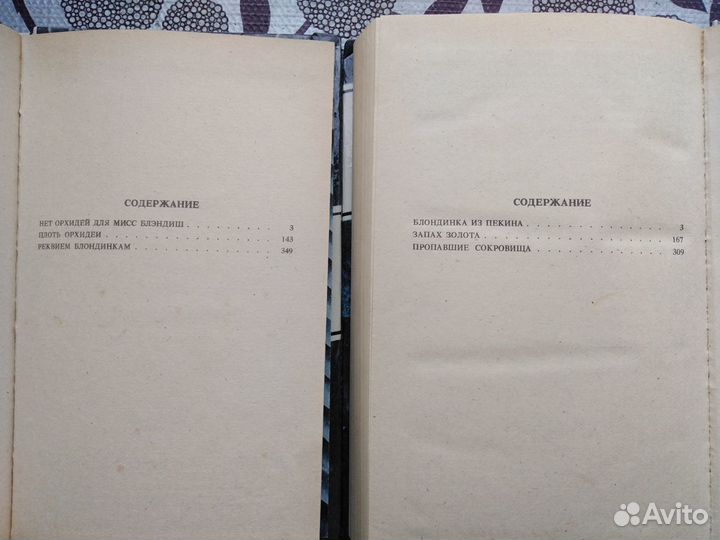 СОДЕРЖАНИЕ
НЕТ ОРХИДЕЙ ДЛЯ МИСС БЛЭНДИШ . . . . . . . . 3
ПЛОТЬ ОРХИДЕИ . . . . . . . . . . . . . 143
РЕКВИЕМ БЛОНДИНКАМ . . . . . . . . . . . 349
СОДЕРЖАНИЕ
БЛОНДИНКА ИЗ ПЕКИНА . . . . . . . . . . 3
ЗАПАХ ЗОЛОТА . . . . . . . . . . . . . 167
ПРОПАВШИЕ СОКРОВИЩА . . . . . . . . . . 309
Avito